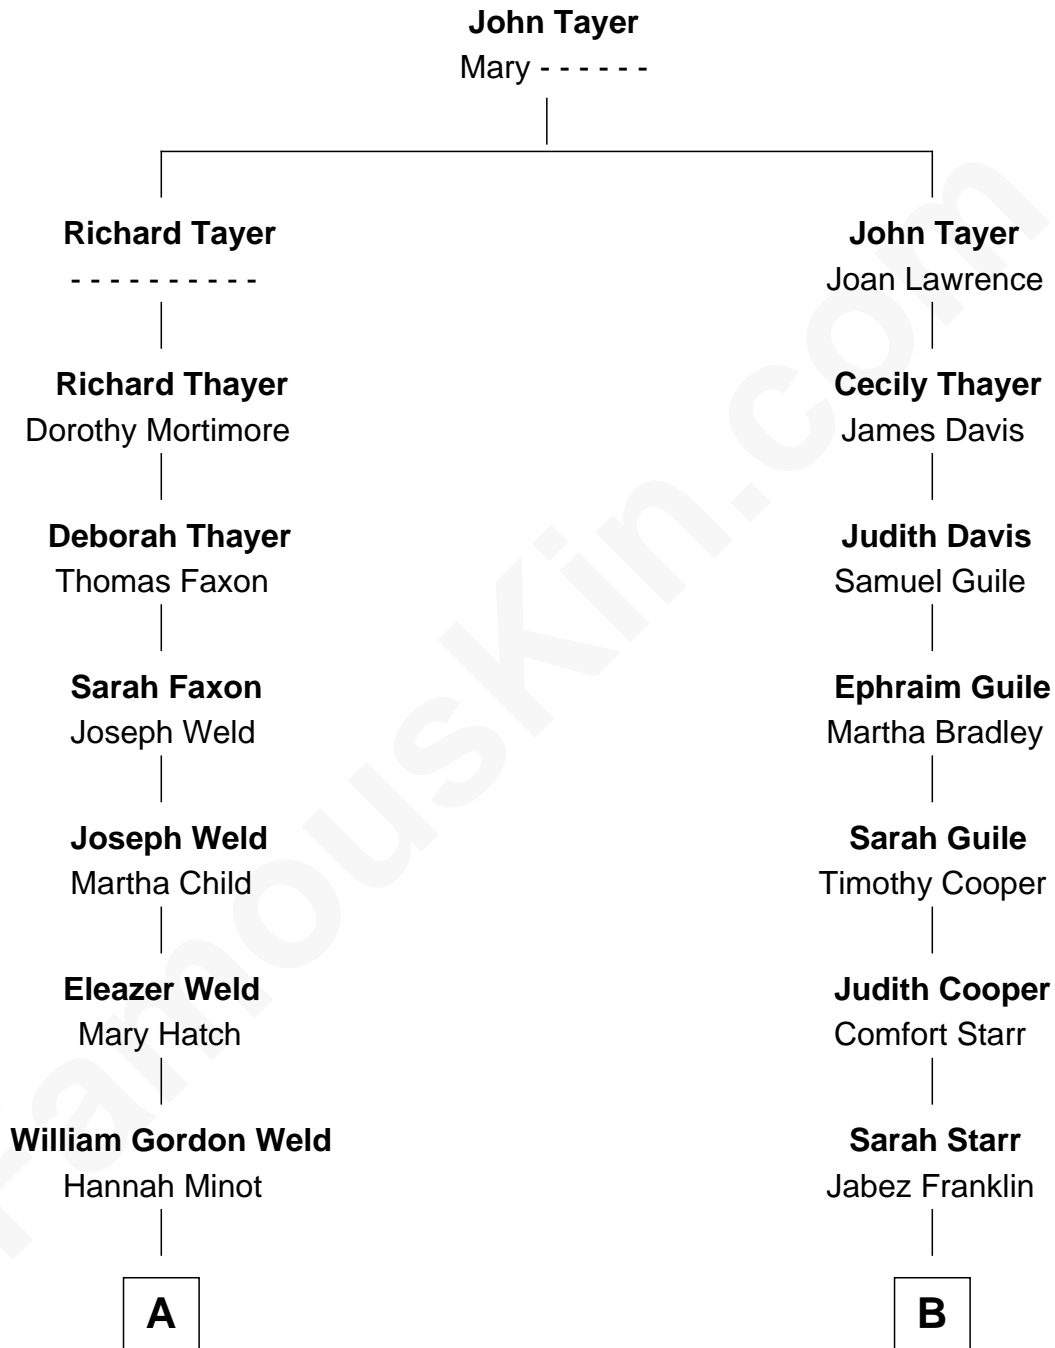 John Tayer
Mary - - - - - -
Richard Tayer
- - - - - - - - - -
John Tayer
Joan Lawrence
Richard Thayer
Dorothy Mortimore
Cecily Thayer
James Davis
Deborah Thayer
Thomas Faxon
Judith Davis
Samuel Guile
Sarah Faxon
Joseph Weld
Ephraim Guile
Martha Bradley
Joseph Weld
Martha Child
Sarah Guile
Timothy Cooper
Eleazer Weld
Mary Hatch
Judith Cooper
Comfort Starr
William Gordon Weld
Hannah Minot
Sarah Starr
Jabez Franklin
A
B
FamousKin.com